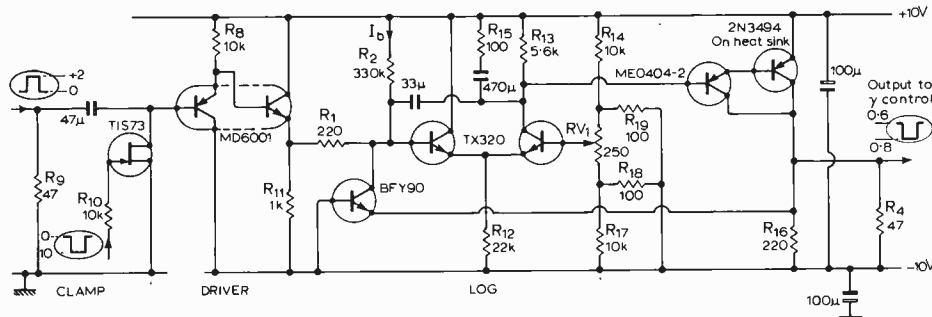 +10V
R8
10k
Ib
R2
330k
R15
100
R13
5·6k
R14
10k
2N3494
On heat sink
ME0404-2
100μ
+2
0
47μ
33μ
470μ
Output to
γ control
0·6
0·8
TIS73
MD6001
R1
220
TX320
RV1
250
R19
100
R18
100
R9
47
R10
10k
0
10
R11
1k
BFY90
R12
22k
R17
10k
R16
220
R4
47
-10V
100μ
CLAMP
DRIVER
LOG